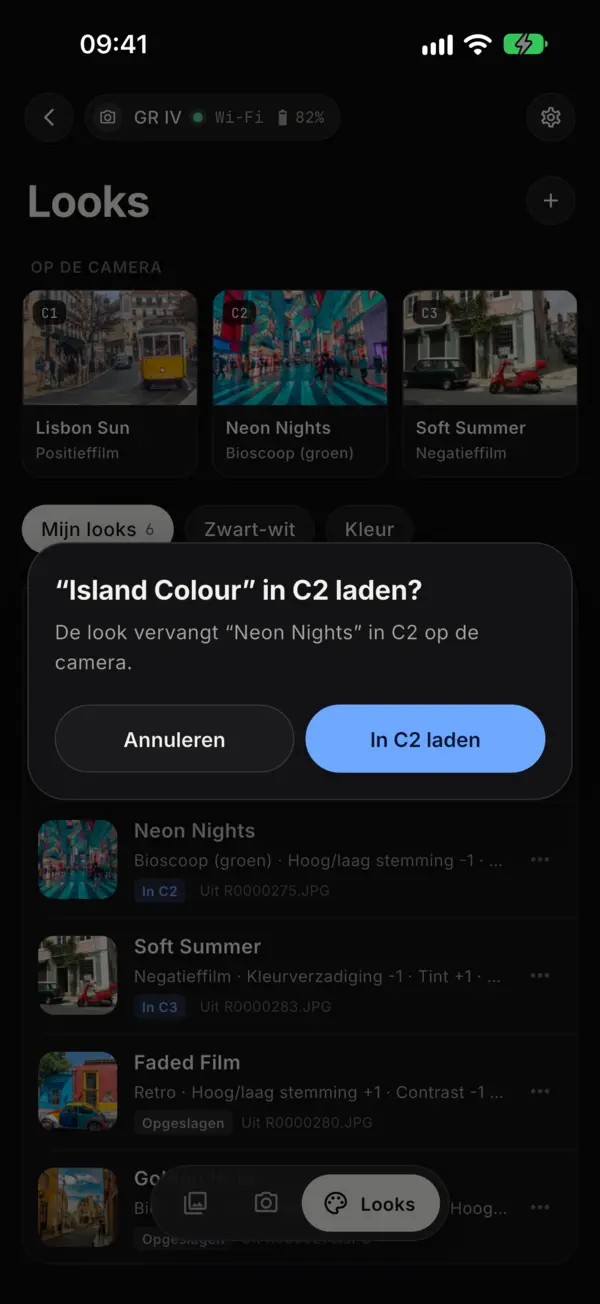 09:41
GR IV Wi-Fi 82%
Looks
OP DE CAMERA
C1
C2
C3
Lisbon Sun
Positieffilm
Neon Nights
Bioscoop (groen)
Soft Summer
Negatieffilm
Mijn looks 6
Zwart-wit
Kleur
“Island Colour” in C2 laden?
De look vervangt “Neon Nights” in C2 op de
camera.
Annuleren
In C2 laden
Neon Nights
Bioscoop (groen) · Hoog/laag stemming -1 · ...
In C2 Uit R0000275.JPG
Soft Summer
Negatieffilm · Kleurverzadiging -1 · Tint +1 · ...
In C3 Uit R0000283.JPG
Faded Film
Retro · Hoog/laag stemming +1 · Contrast -1 ...
Opgeslagen Uit R0000280.JPG
Hoog...
Looks
Opgeslagen